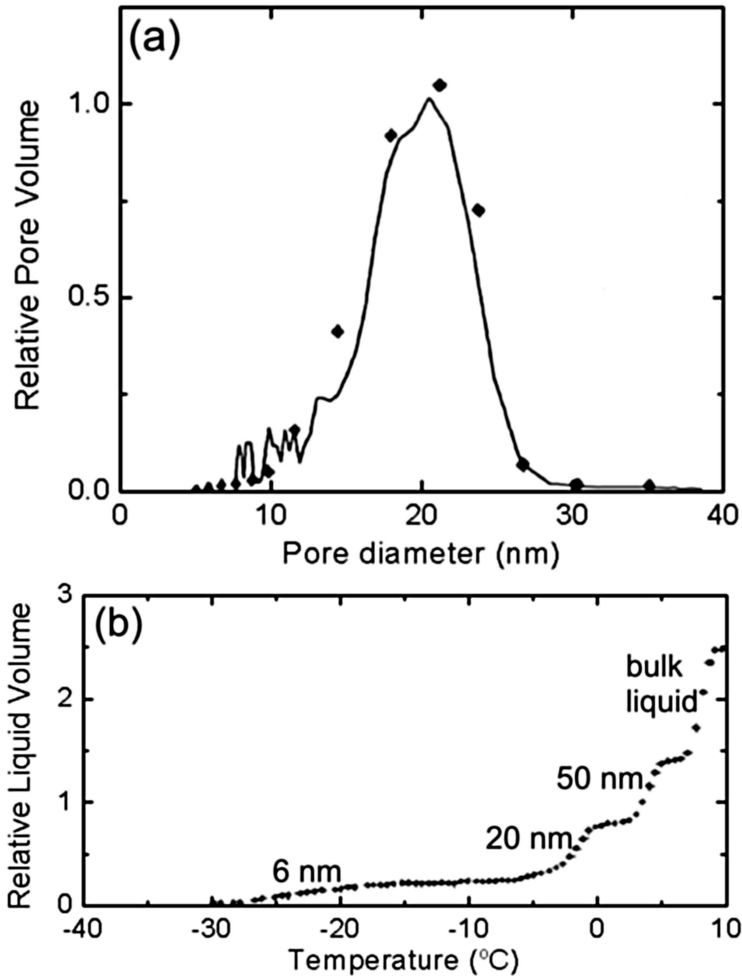 (a)
Relative Pore Volume
1.0
0.5
0.0
0 10 20 30 40
Pore diameter (nm)
(b)
Relative Liquid Volume
3
2
1
0
bulk
liquid
50 nm
20 nm
6 nm
-40 -30 -20 -10 0 10
Temperature (°C)